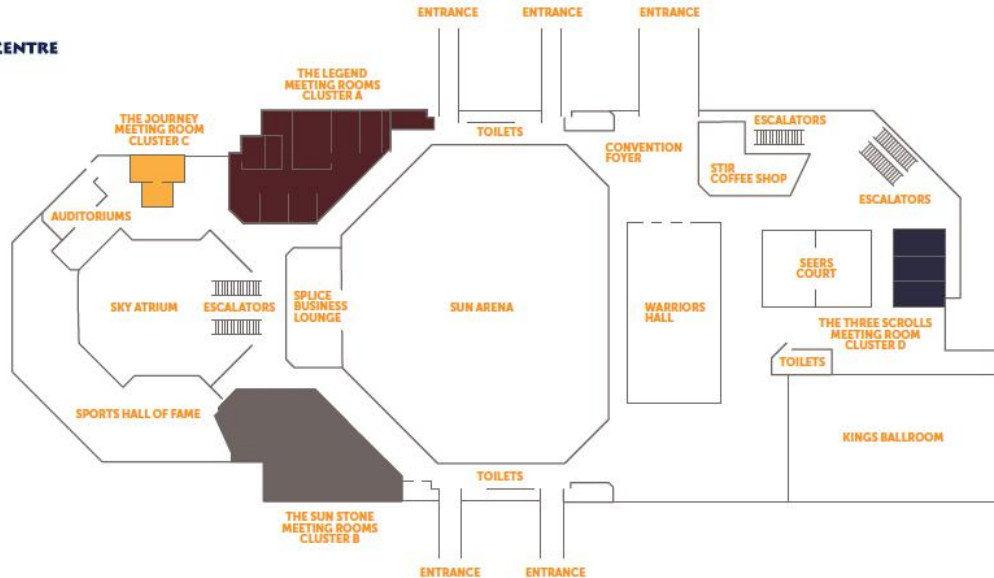 ENTRANCE
ENTRANCE
ENTRANCE
CENTRE
THE LEGEND
MEETING ROOMS
CLUSTER A
THE JOURNEY
MEETING ROOM
CLUSTER C
TOILETS
CONVENTION
FOYER
ESCALATORS
STIR
COFFEE SHOP
ESCALATORS
AUDITORIUMS
SKY ATRIUM
ESCALATORS
SPLICE
BUSINESS
LOUNGE
SUN ARENA
WARRIORS
HALL
SEERS
COURT
THE THREE SCROLLS
MEETING ROOM
CLUSTER D
TOILETS
SPORTS HALL OF FAME
KINGS BALLROOM
TOILETS
THE SUN STONE
MEETING ROOMS
CLUSTER B
ENTRANCE
ENTRANCE